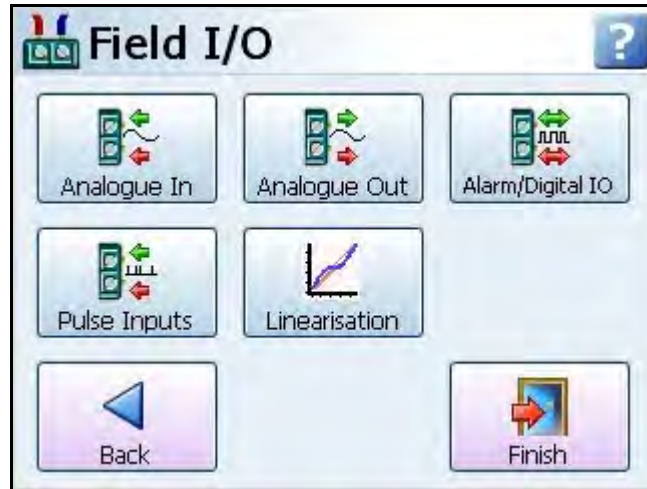 Field I/O
?
Analogue In
Analogue Out
Alarm/Digital IO
Pulse Inputs
Linearisation
Back
Finish